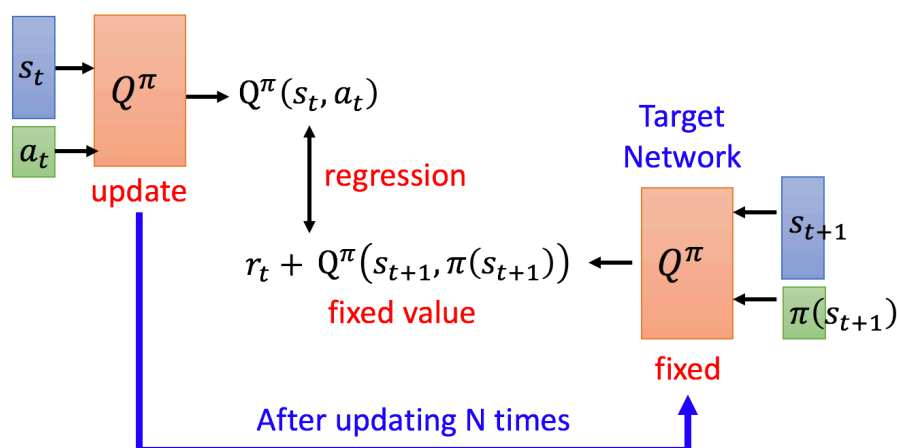 s_t
a_t
Q^π
update
Q^π(s_t, a_t)
regression
r_t + Q^π(s_{t+1}, π(s_{t+1}))
fixed value
Target
Network
Q^π
fixed
s_{t+1}
π(s_{t+1})
After updating N times